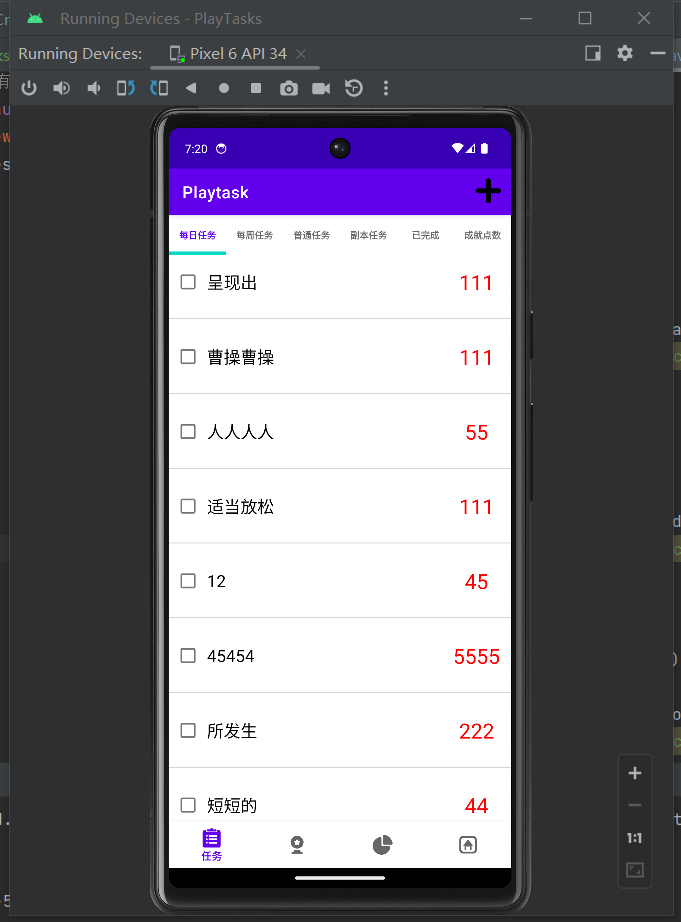 Running Devices - PlayTasks
Running Devices: Pixel 6 API 34
7:20
Playtask
每日任务 每周任务 普通任务 副本任务 已完成 成就点数
呈现出 111
曹操曹操 111
人人人人 55
适当放松 111
12 45
45454 5555
所发生 222
短短的 44
任务
1:1